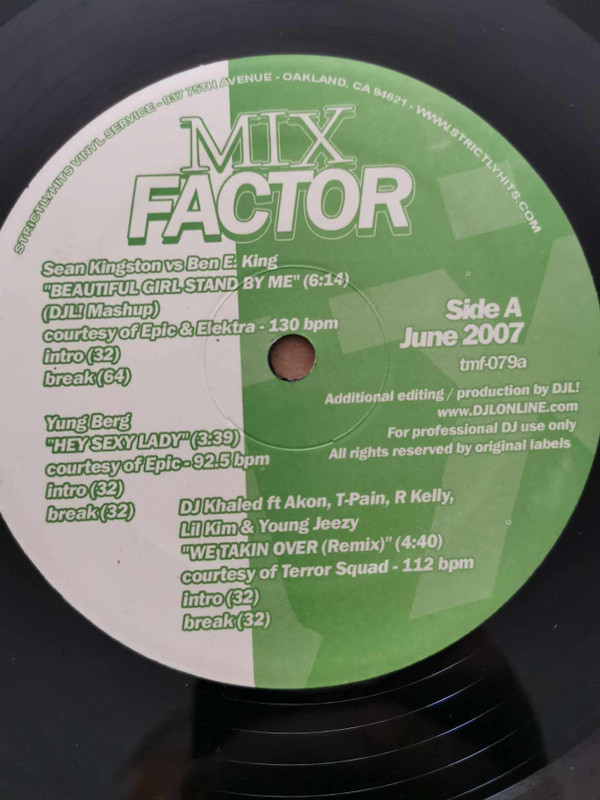 STRICTLYHITS VINYL SERVICE - 937 75TH AVENUE - OAKLAND, CA 94621 - WWW.STRICTLYHITS.COM
MIX
FACTOR
Sean Kingston vs Ben E. King
"BEAUTIFUL GIRL STAND BY ME" (6:14)
(DJL! Mashup)
courtesy of Epic & Elektra - 130 bpm
intro (32)
break (64)
Yung Berg
"HEY SEXY LADY" (3:39)
courtesy of Epic - 92.5 bpm
intro (32)
break (32)
DJ Khaled ft Akon, T-Pain, R Kelly,
Lil Kim & Young Jeezy
"WE TAKIN OVER (Remix)" (4:40)
courtesy of Terror Squad - 112 bpm
intro (32)
break (32)
Side A
June 2007
tmf-079a
Additional editing / production by DJL!
www.DJLONLINE.com
For professional DJ use only
All rights reserved by original labels